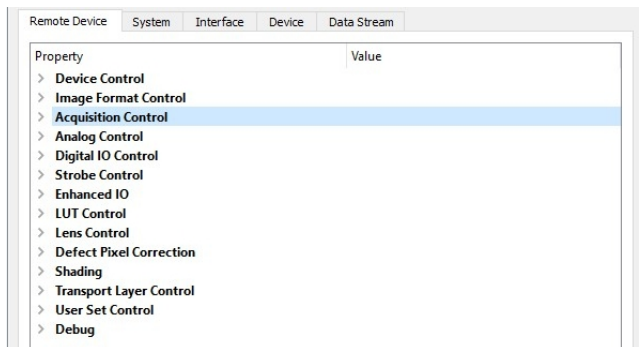 Remote Device System Interface Device Data Stream
Property Value
Device Control
Image Format Control
Acquisition Control
Analog Control
Digital IO Control
Strobe Control
Enhanced IO
LUT Control
Lens Control
Defect Pixel Correction
Shading
Transport Layer Control
User Set Control
Debug